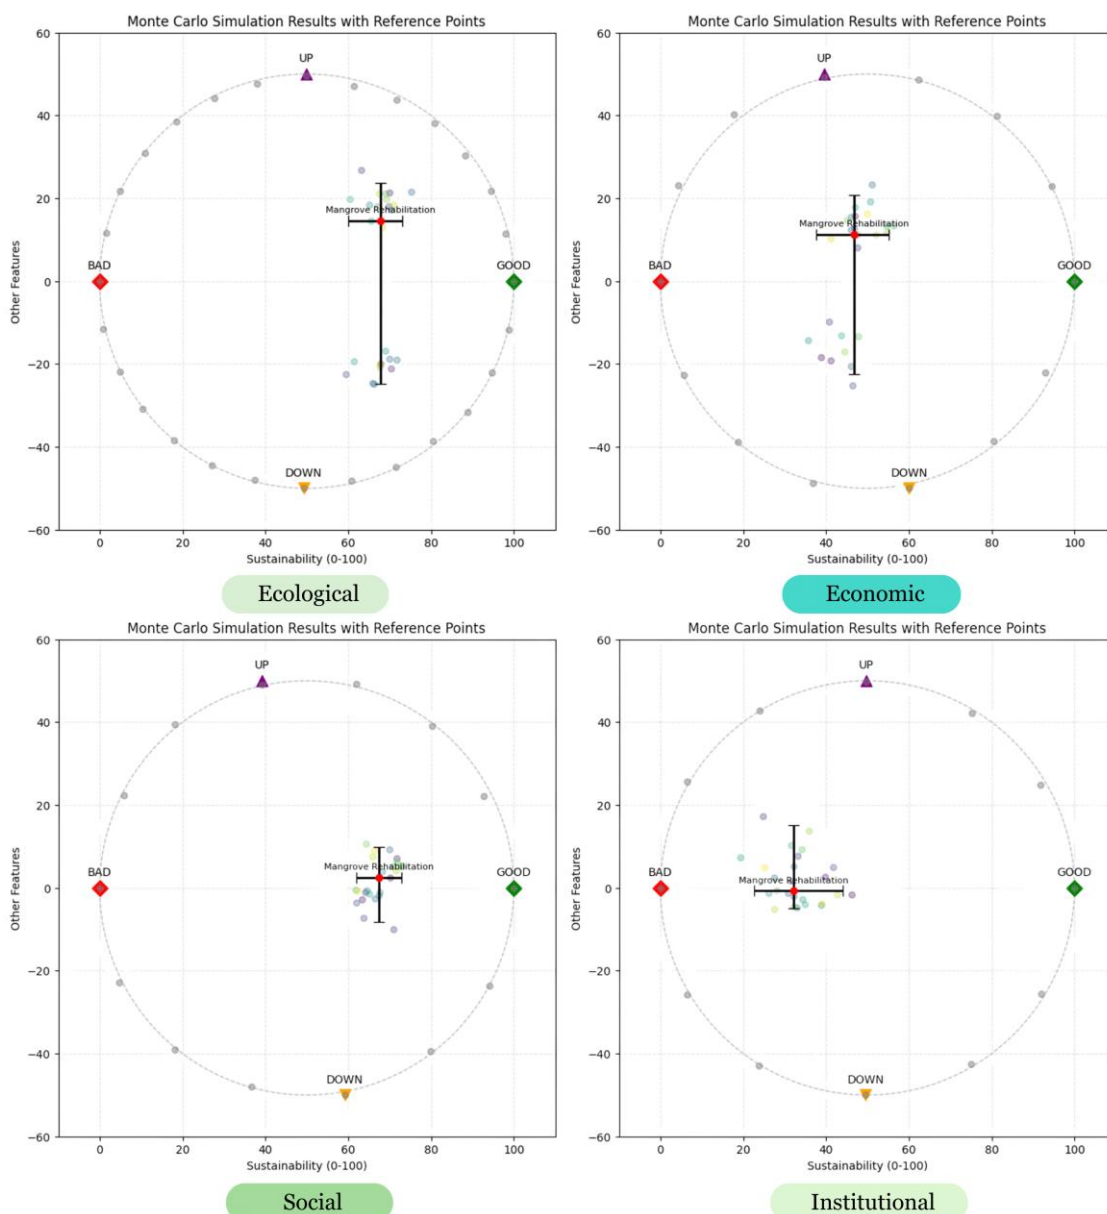 Monte Carlo Simulation Results with Reference Points
60
40
20
0
−20
−40
−60
Other Features
UP
Mangrove Rehabilitation
BAD
GOOD
DOWN
0 20 40 60 80 100
Sustainability (0-100)
Ecological
Monte Carlo Simulation Results with Reference Points
60
40
20
0
−20
−40
−60
Other Features
UP
Mangrove Rehabilitation
BAD
GOOD
DOWN
0 20 40 60 80 100
Sustainability (0-100)
Economic
Monte Carlo Simulation Results with Reference Points
60
40
20
0
−20
−40
−60
Other Features
UP
Mangrove Rehabilitation
BAD
GOOD
DOWN
0 20 40 60 80 100
Sustainability (0-100)
Social
Monte Carlo Simulation Results with Reference Points
60
40
20
0
−20
−40
−60
Other Features
UP
Mangrove Rehabilitation
BAD
GOOD
DOWN
0 20 40 60 80 100
Sustainability (0-100)
Institutional